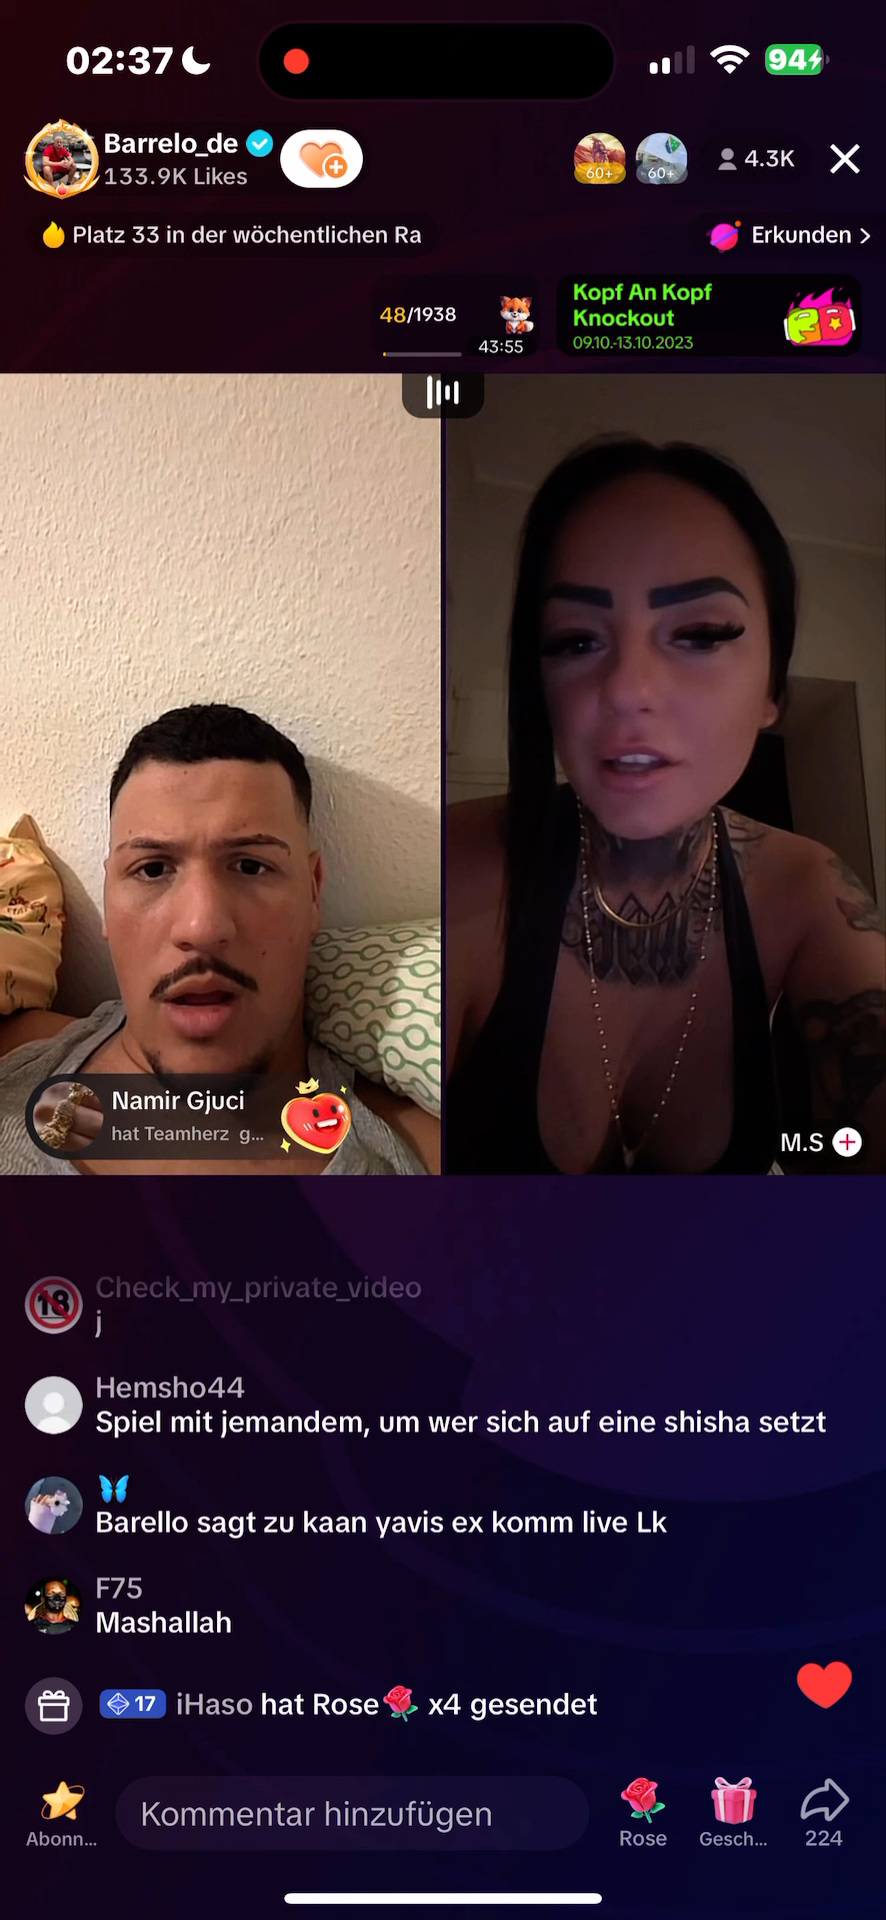 02:37
94
Barrelo_de
133.9K Likes
60+
60+
4.3K
Platz 33 in der wöchentlichen Ra
Erkunden >
48/1938
43:55
Kopf An Kopf
Knockout
09.10.-13.10.2023
Namir Gjuci
hat Teamherz g...
M.S
18
Check_my_private_video
j
Hemsho44
Spiel mit jemandem, um wer sich auf eine shisha setzt
🦋
Barello sagt zu kaan yavis ex komm live Lk
F75
Mashallah
17 iHaso hat Rose🌹 x4 gesendet
Abonn...
Kommentar hinzufügen
Rose
Gesch...
224